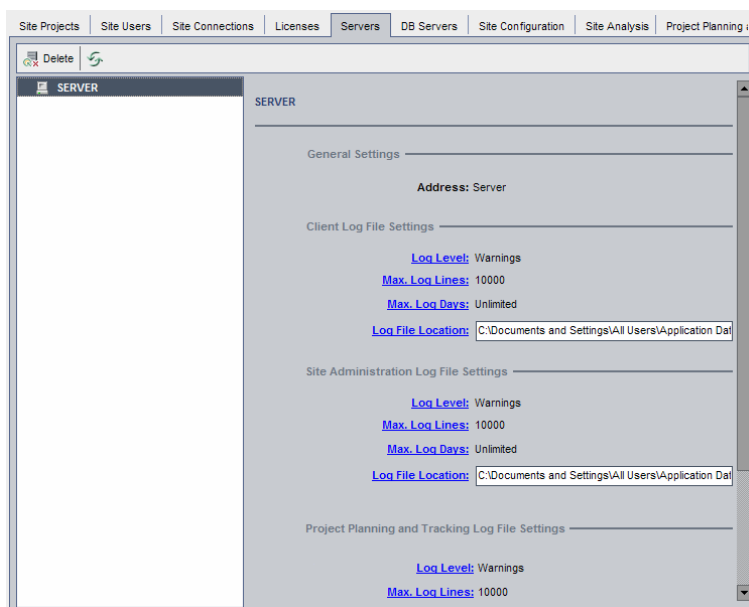 Site Projects Site Users Site Connections Licenses Servers DB Servers Site Configuration Site Analysis Project Planning
Delete
SERVER
SERVER
General Settings
Address: Server
Client Log File Settings
Log Level: Warnings
Max. Log Lines: 10000
Max. Log Days: Unlimited
Log File Location: C:\Documents and Settings\All Users\Application Dat
Site Administration Log File Settings
Log Level: Warnings
Max. Log Lines: 10000
Max. Log Days: Unlimited
Log File Location: C:\Documents and Settings\All Users\Application Dat
Project Planning and Tracking Log File Settings
Log Level: Warnings
Max. Log Lines: 10000